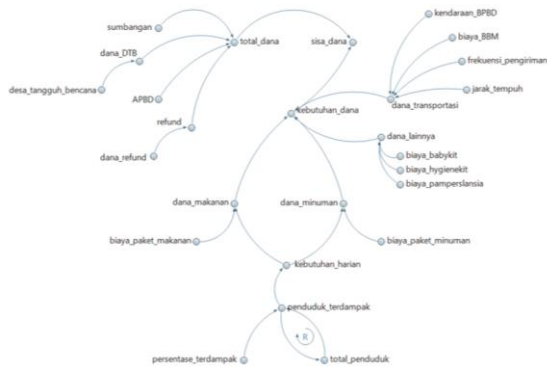 kendaraan_BPBD
sumbangan
biaya_BBM
total_dana
sisa_dana
dana_DTB
frekuensi_pengiriman
desa_tangguh_bencana
jarak_tempuh
APBD
dana_transportasi
kebutuhan_dana
refund
dana_lainnya
dana_refund
biaya_babykit
biaya_hygienekit
biaya_pamperslansia
dana_makanan
dana_minuman
biaya_paket_makanan
biaya_paket_minuman
kebutuhan_harian
penduduk_terdampak
R
persentase_terdampak
total_penduduk